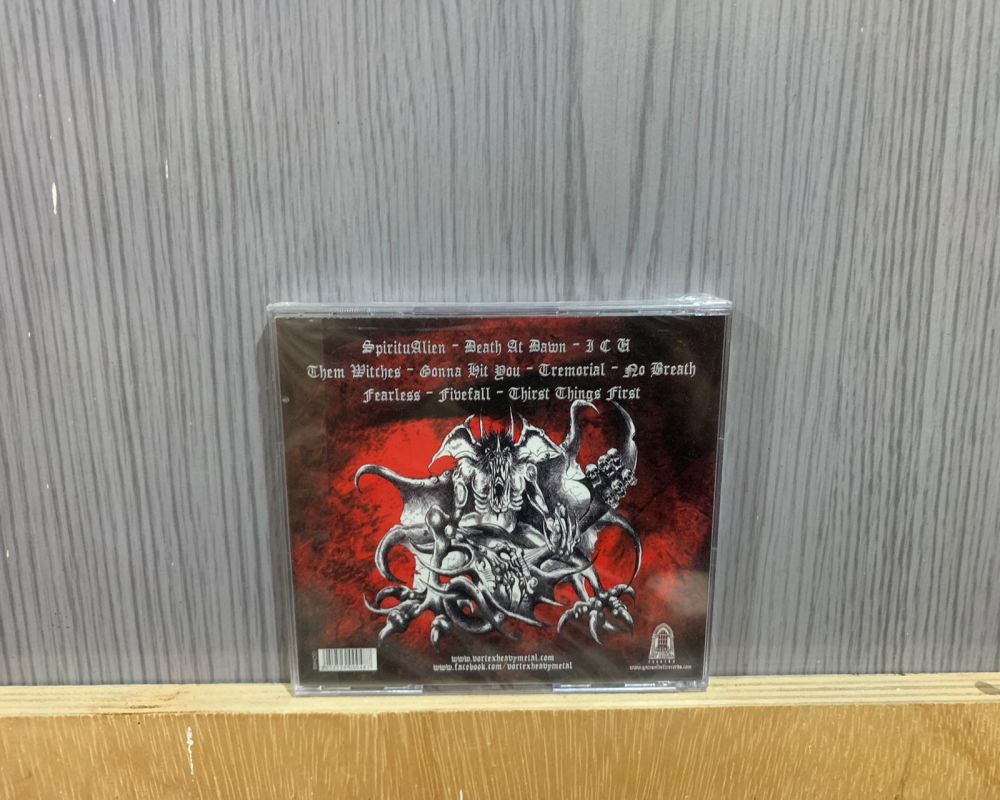 SpirituAlien - Death At Dawn - I C U
Them Witches - Gonna Hit You - Tremorial - No Breath
Fearless - Fivefall - Thirst Things First
www.vortexheavymetal.com
www.facebook.com/vortexheavymetal